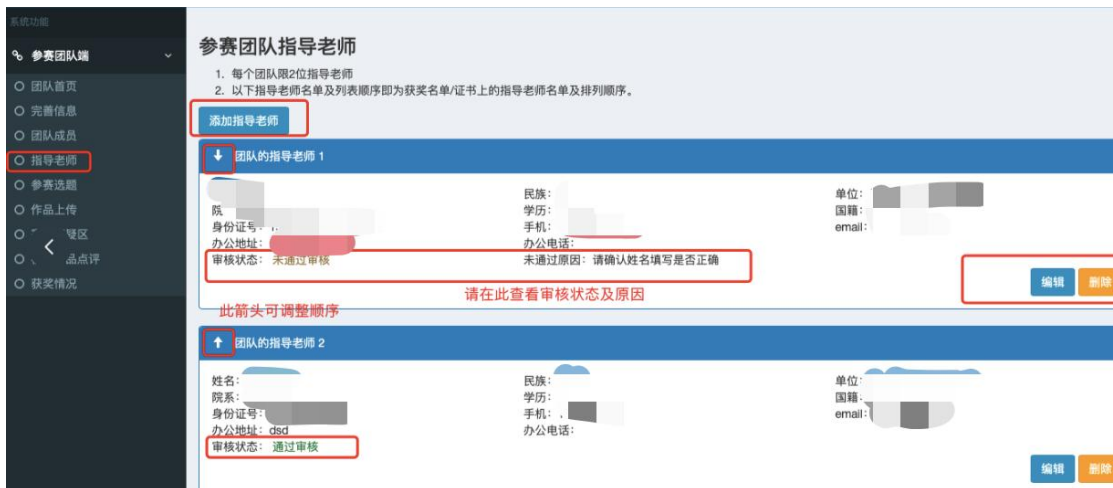 系统功能
参赛团队端
团队首页
完善信息
团队成员
指导老师
参赛选题
作品上传
疑区
品点评
获奖情况
参赛团队指导老师
1. 每个团队限2位指导老师
2. 以下指导老师名单及列表顺序即为获奖名单/证书上的指导老师名单及排列顺序。
添加指导老师
团队的指导老师 1
民族： 单位：
院 学历： 国籍：
身份证号： 手机： email：
办公地址： 办公电话：
审核状态： 未通过审核 未通过原因：请确认姓名填写是否正确
请在此查看审核状态及原因
编辑 删除
此箭头可调整顺序
团队的指导老师 2
姓名： 民族： 单位：
院系： 学历： 国籍：
身份证号： 手机： email：
办公地址：dsd 办公电话：
审核状态： 通过审核
编辑 删除